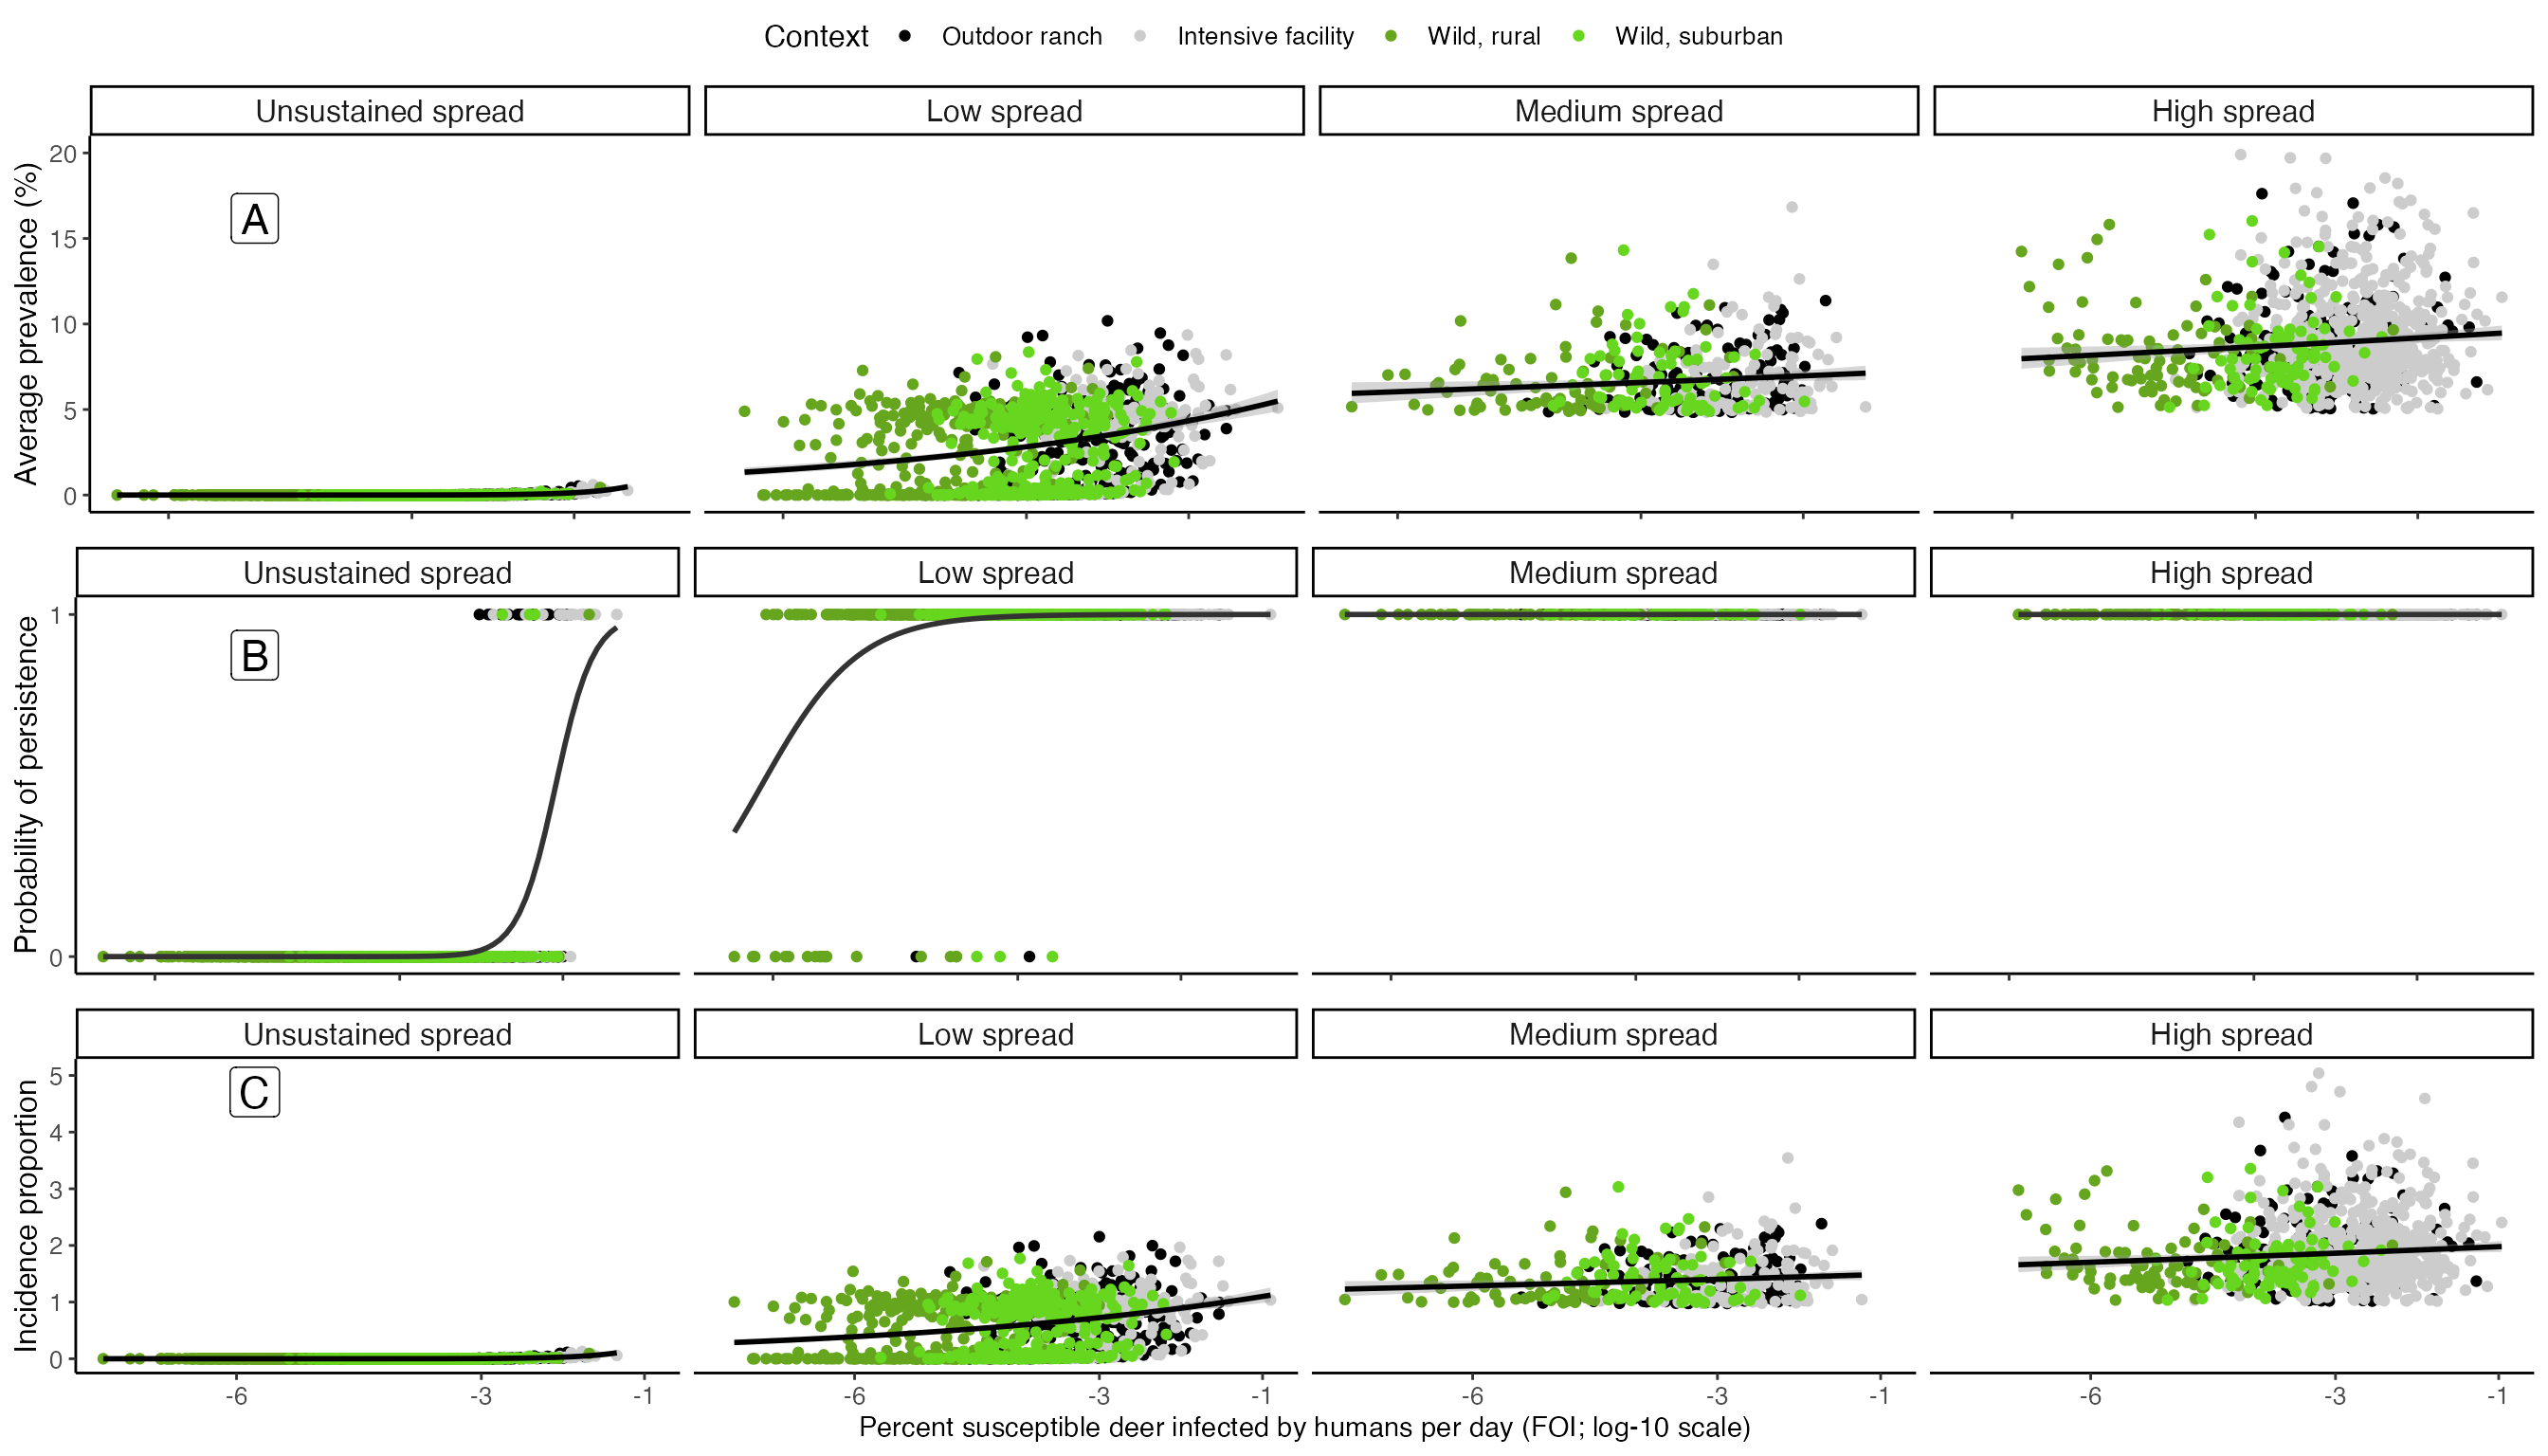 Context Outdoor ranch Intensive facility Wild, rural Wild, suburban
Unsustained spread Low spread Medium spread High spread
Average prevalence (%)
20
15
10
5
0
A
Unsustained spread Low spread Medium spread High spread
Probability of persistence
1
0
B
Unsustained spread Low spread Medium spread High spread
Incidence proportion
5
4
3
2
1
0
C
-6 -3 -1 -6 -3 -1 -6 -3 -1 -6 -3 -1
Percent susceptible deer infected by humans per day (FOI; log-10 scale)